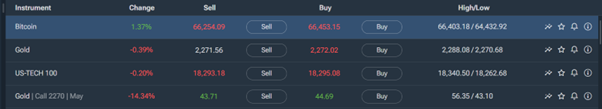 Instrument Change Sell Buy High/Low
Bitcoin 1.37% 66,254.09 Sell 66,453.15 Buy 66,403.18 / 64,432.92
Gold -0.39% 2,271.56 Sell 2,272.02 Buy 2,288.08 / 2,270.68
US-TECH 100 -0.20% 18,293.18 Sell 18,295.08 Buy 18,340.50 / 18,262.68
Gold | Call 2270 | May -14.34% 43.71 Sell 44.69 Buy 56.35 / 43.10